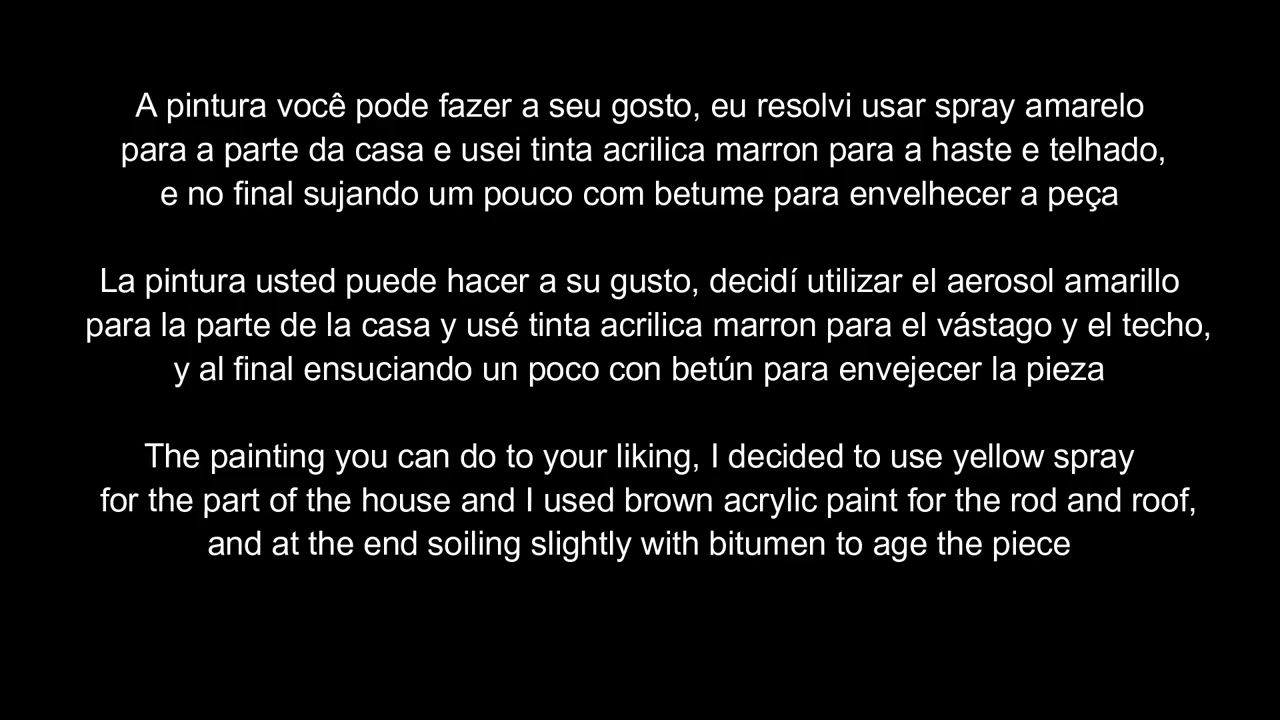 A pintura você pode fazer a seu gosto, eu resolvi usar spray amarelo
para a parte da casa e usei tinta acrilica marron para a haste e telhado,
e no final sujando um pouco com betume para envelhecer a peça
La pintura usted puede hacer a su gusto, decidí utilizar el aerosol amarillo
para la parte de la casa y usé tinta acrilica marron para el vástago y el techo,
y al final ensuciando un poco con betún para envejecer la pieza
The painting you can do to your liking, I decided to use yellow spray
for the part of the house and I used brown acrylic paint for the rod and roof,
and at the end soiling slightly with bitumen to age the piece